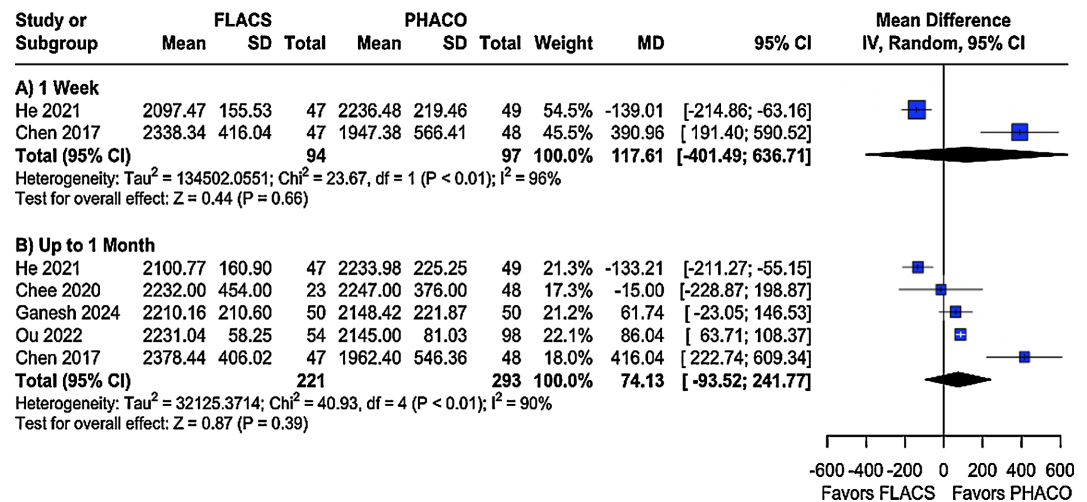 Study or FLACS PHACO Mean Difference
Subgroup Mean SD Total Mean SD Total Weight MD 95% CI IV, Random, 95% CI
A) 1 Week
He 2021 2097.47 155.53 47 2236.48 219.46 49 54.5% -139.01 [-214.86; -63.16]
Chen 2017 2338.34 416.04 47 1947.38 566.41 48 45.5% 390.96 [ 191.40; 590.52]
Total (95% CI) 94 97 100.0% 117.61 [-401.49; 636.71]
Heterogeneity: Tau² = 134502.0551; Chi² = 23.67, df = 1 (P < 0.01); I² = 96%
Test for overall effect: Z = 0.44 (P = 0.66)
B) Up to 1 Month
He 2021 2100.77 160.90 47 2233.98 225.25 49 21.3% -133.21 [-211.27; -55.15]
Chee 2020 2232.00 454.00 23 2247.00 376.00 48 17.3% -15.00 [-228.87; 198.87]
Ganesh 2024 2210.16 210.60 50 2148.42 221.87 50 21.2% 61.74 [ -23.05; 146.53]
Ou 2022 2231.04 58.25 54 2145.00 81.03 98 22.1% 86.04 [ 63.71; 108.37]
Chen 2017 2378.44 406.02 47 1962.40 546.36 48 18.0% 416.04 [ 222.74; 609.34]
Total (95% CI) 221 293 100.0% 74.13 [ -93.52; 241.77]
Heterogeneity: Tau² = 32125.3714; Chi² = 40.93, df = 4 (P < 0.01); I² = 90%
Test for overall effect: Z = 0.87 (P = 0.39)
-600 -400 -200 0 200 400 600
Favors FLACS Favors PHACO